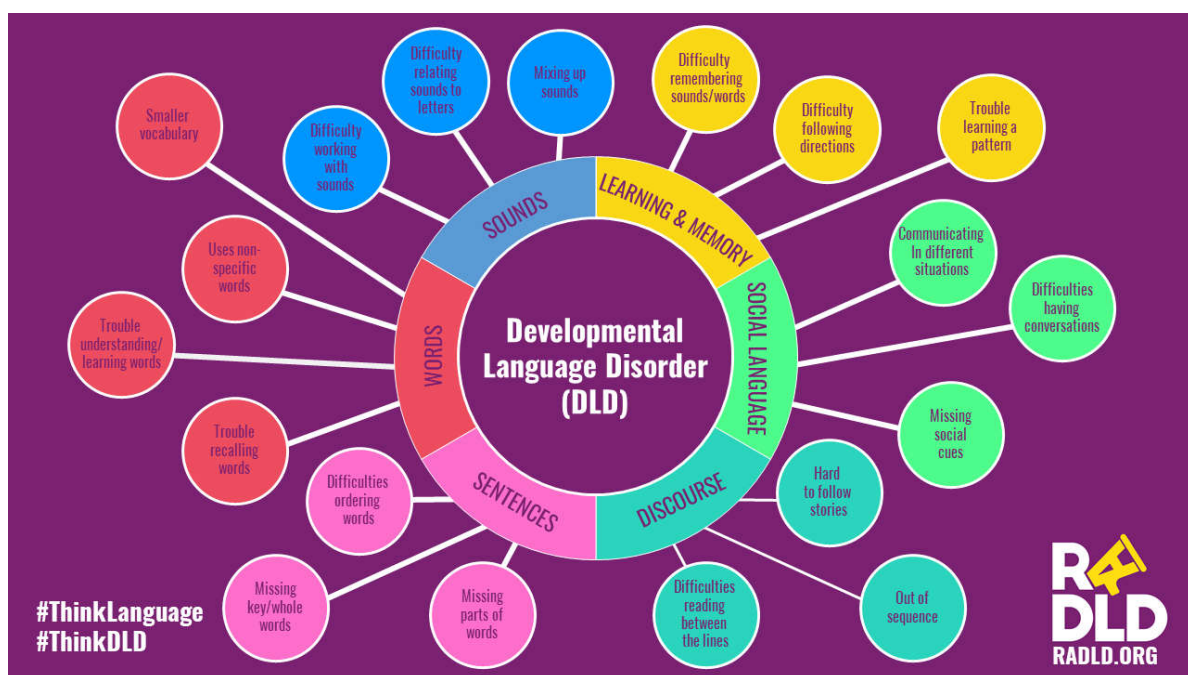 Developmental
Language Disorder
(DLD)
SOUNDS
Difficulty
working
with
sounds
Difficulty
relating
sounds to
letters
Mixing up
sounds
LEARNING & MEMORY
Difficulty
remembering
sounds/words
Difficulty
following
directions
Trouble
learning a
pattern
SOCIAL LANGUAGE
Communicating
In different
situations
Difficulties
having
conversations
Missing
social
cues
DISCOURSE
Hard
to follow
stories
Out of
sequence
Difficulties
reading
between
the lines
SENTENCES
Missing
parts of
words
Missing
key/whole
words
Difficulties
ordering
words
WORDS
Trouble
recalling
words
Trouble
understanding/
learning words
Uses non-
specific
words
Smaller
vocabulary
#ThinkLanguage
#ThinkDLD
RA
DLD
RADLD.ORG